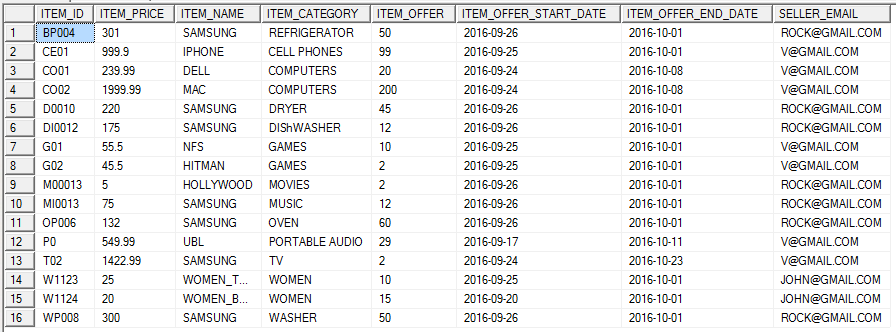 ITEM_ID ITEM_PRICE ITEM_NAME ITEM_CATEGORY ITEM_OFFER ITEM_OFFER_START_DATE ITEM_OFFER_END_DATE SELLER_EMAIL
1 BP004 301 SAMSUNG REFRIGERATOR 50 2016-09-26 2016-10-01 ROCK@GMAIL.COM
2 CE01 999.9 IPHONE CELL PHONES 99 2016-09-25 2016-10-01 V@GMAIL.COM
3 CO01 239.99 DELL COMPUTERS 20 2016-09-24 2016-10-08 V@GMAIL.COM
4 CO02 1999.99 MAC COMPUTERS 200 2016-09-24 2016-10-08 V@GMAIL.COM
5 D0010 220 SAMSUNG DRYER 45 2016-09-26 2016-10-01 ROCK@GMAIL.COM
6 DI0012 175 SAMSUNG DIShWASHER 12 2016-09-26 2016-10-01 ROCK@GMAIL.COM
7 G01 55.5 NFS GAMES 10 2016-09-25 2016-10-01 V@GMAIL.COM
8 G02 45.5 HITMAN GAMES 2 2016-09-25 2016-10-01 V@GMAIL.COM
9 M00013 5 HOLLYWOOD MOVIES 2 2016-09-26 2016-10-01 ROCK@GMAIL.COM
10 MI0013 75 SAMSUNG MUSIC 12 2016-09-26 2016-10-01 ROCK@GMAIL.COM
11 OP006 132 SAMSUNG OVEN 60 2016-09-26 2016-10-01 ROCK@GMAIL.COM
12 P0 549.99 UBL PORTABLE AUDIO 29 2016-09-17 2016-10-11 V@GMAIL.COM
13 T02 1422.99 SAMSUNG TV 2 2016-09-24 2016-10-23 V@GMAIL.COM
14 W1123 25 WOMEN_T... WOMEN 10 2016-09-25 2016-10-01 JOHN@GMAIL.COM
15 W1124 20 WOMEN_B... WOMEN 15 2016-09-20 2016-10-01 JOHN@GMAIL.COM
16 WP008 300 SAMSUNG WASHER 50 2016-09-26 2016-10-01 ROCK@GMAIL.COM